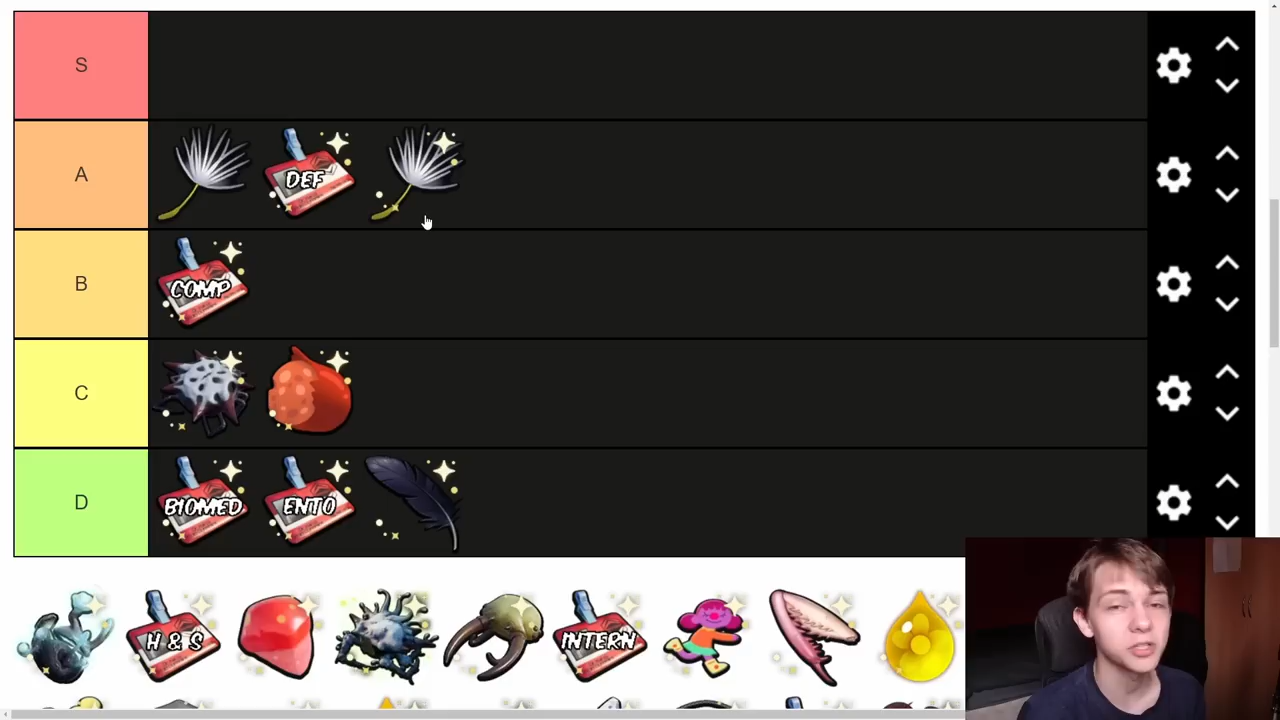 S
A
DEF
B
COMP
C
D
BIOMED
ENTO
H & S
INTERN